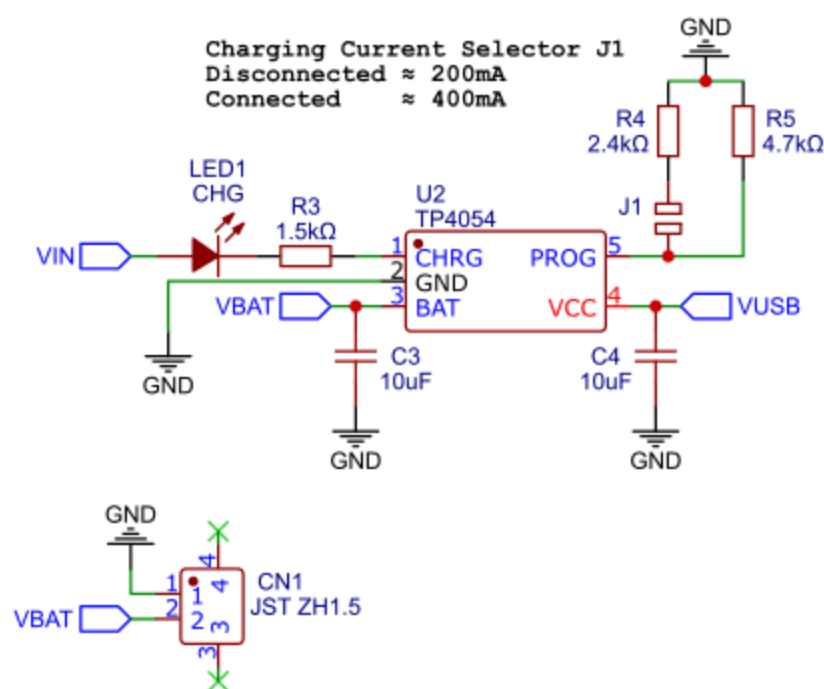 Charging Current Selector J1
Disconnected ≈ 200mA
Connected ≈ 400mA
GND
R4
2.4kΩ
R5
4.7kΩ
J1
LED1
CHG
R3
1.5kΩ
U2
TP4054
VIN
1
CHRG
2
GND
3
BAT
PROG
5
VCC
4
VBAT
VUSB
GND
C3
10uF
C4
10uF
GND
GND
GND
4
4
CN1
JST ZH1.5
1
1
VBAT
2
2
3
3